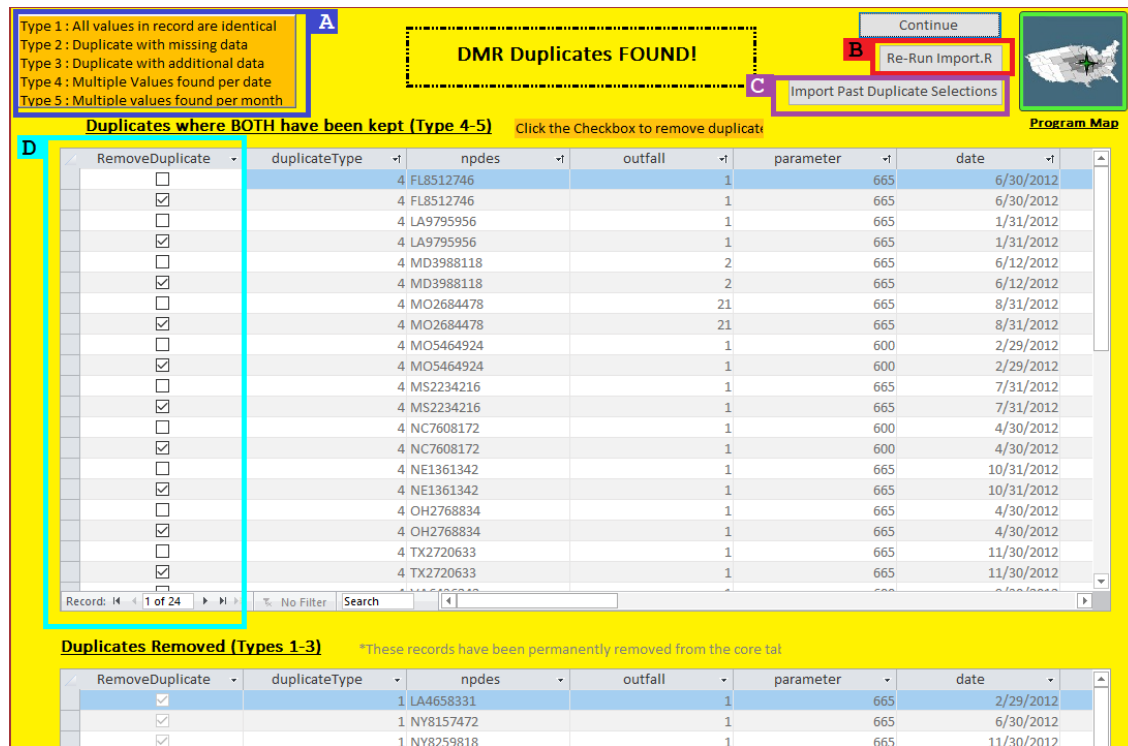 Type 1 : All values in record are identical
Type 2 : Duplicate with missing data
Type 3 : Duplicate with additional data
Type 4 : Multiple Values found per date
Type 5 : Multiple values found per month
A
DMR Duplicates FOUND!
Continue
B
Re-Run Import.R
C
Import Past Duplicate Selections
Program Map
Duplicates where BOTH have been kept (Type 4-5)
Click the Checkbox to remove duplicate
D
RemoveDuplicate duplicateType npdes outfall parameter date
4 FL8512746 1 665 6/30/2012
4 FL8512746 1 665 6/30/2012
4 LA9795956 1 665 1/31/2012
4 LA9795956 1 665 1/31/2012
4 MD3988118 2 665 6/12/2012
4 MD3988118 2 665 6/12/2012
4 MO2684478 21 665 8/31/2012
4 MO2684478 21 665 8/31/2012
4 MO5464924 1 600 2/29/2012
4 MO5464924 1 600 2/29/2012
4 MS2234216 1 665 7/31/2012
4 MS2234216 1 665 7/31/2012
4 NC7608172 1 600 4/30/2012
4 NC7608172 1 600 4/30/2012
4 NE1361342 1 665 10/31/2012
4 NE1361342 1 665 10/31/2012
4 OH2768834 1 665 4/30/2012
4 OH2768834 1 665 4/30/2012
4 TX2720633 1 665 11/30/2012
4 TX2720633 1 665 11/30/2012
Record: 1 of 24 No Filter Search
Duplicates Removed (Types 1-3)
*These records have been permanently removed from the core tab
RemoveDuplicate duplicateType npdes outfall parameter date
1 LA4658331 1 665 2/29/2012
1 NY8157472 1 665 6/30/2012
1 NY8259818 1 665 11/30/2012